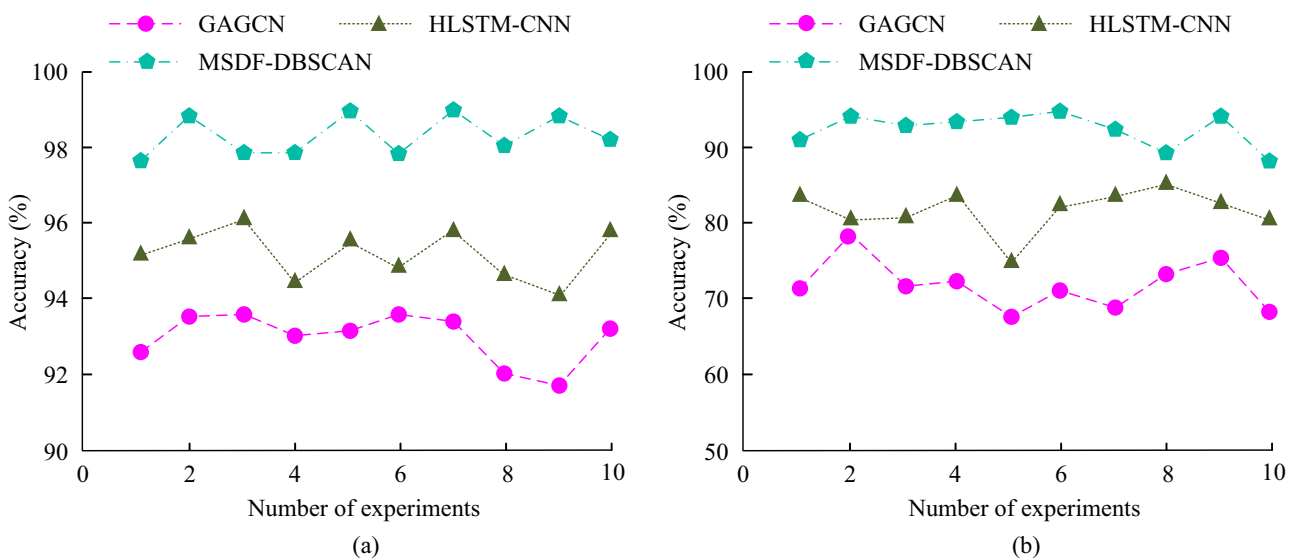 GAGCN
HLSTM-CNN
MSDF-DBSCAN
100
98
96
94
92
90
Accuracy (%)
0
2
4
6
8
10
Number of experiments
(a)
GAGCN
HLSTM-CNN
MSDF-DBSCAN
100
90
80
70
60
50
Accuracy (%)
0
2
4
6
8
10
Number of experiments
(b)